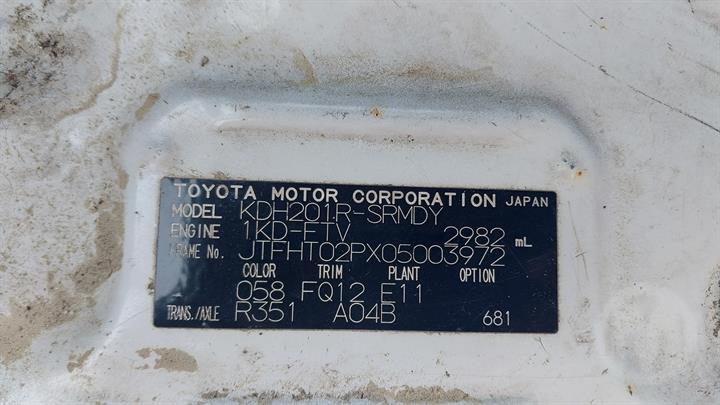 TOYOTA MOTOR CORPORATION JAPAN
MODEL KDH201R-SRMDY
ENGINE 1KD-FTV 2982 mL
FRAME No. JTFHT02PX05003972
COLOR TRIM PLANT OPTION
058 FQ12 E11
TRANS./AXLE R351 A04B 681